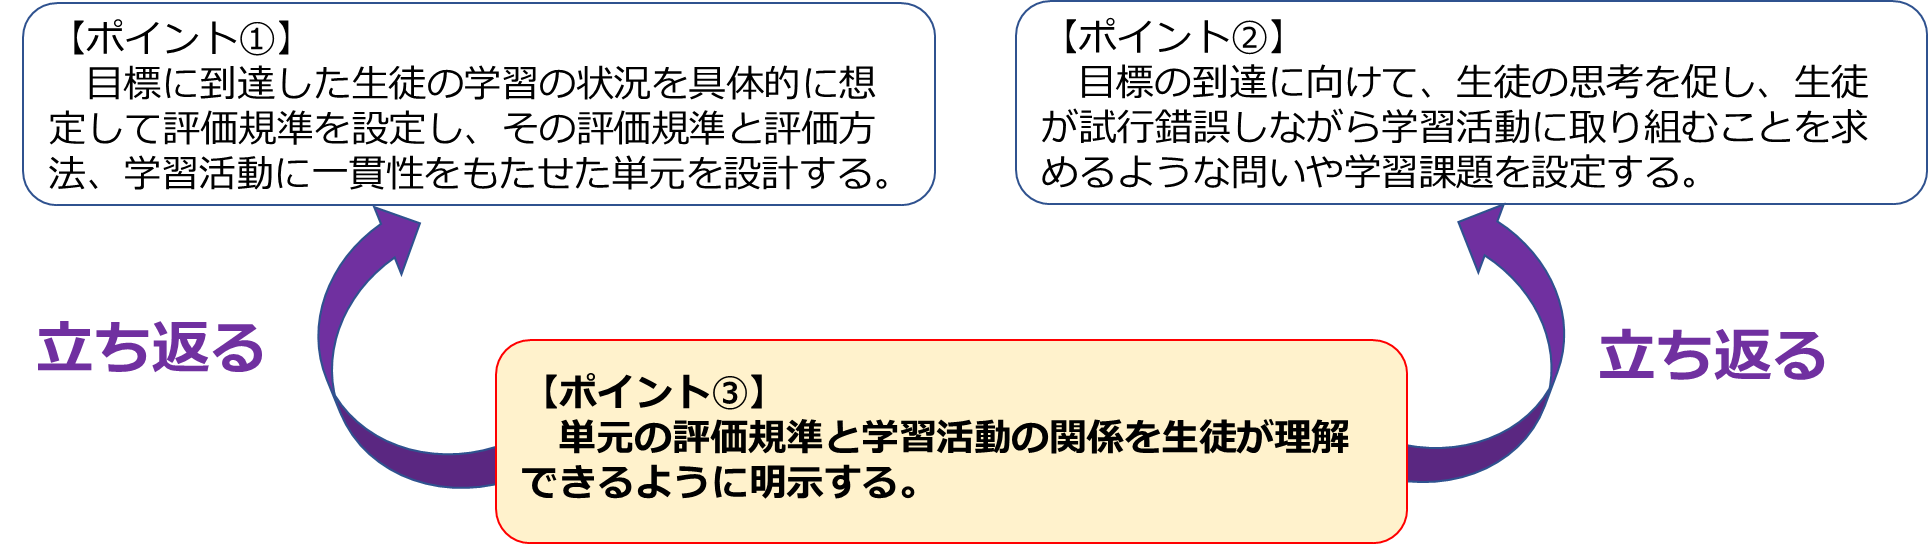 【ポイント①】
　目標に到達した生徒の学習の状況を具体的に想
定して評価規準を設定し、その評価規準と評価方
法、学習活動に一貫性をもたせた単元を設計する。
【ポイント②】
　目標の到達に向けて、生徒の思考を促し、生徒
が試行錯誤しながら学習活動に取り組むことを求
めるような問いや学習課題を設定する。
立ち返る
立ち返る
【ポイント③】
　単元の評価規準と学習活動の関係を生徒が理解
できるように明示する。